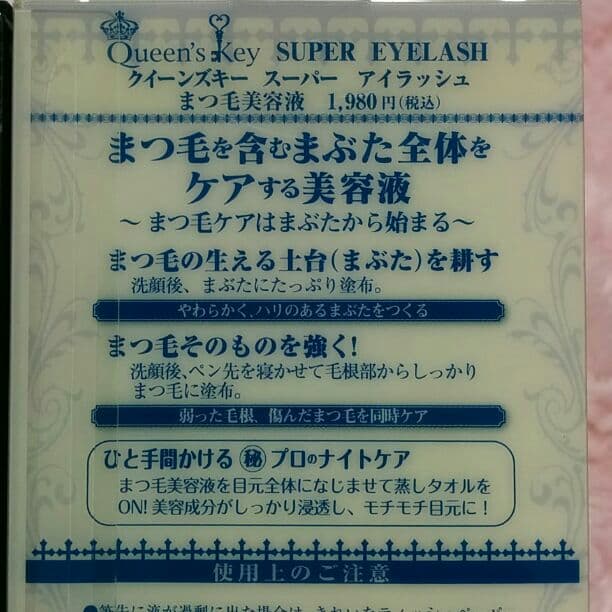 Queen's Key SUPER EYELASH
クイーンズキー スーパー アイラッシュ
まつ毛美容液 1,980円(税込)
まつ毛を含むまぶた全体を
ケアする美容液
～まつ毛ケアはまぶたから始まる～
まつ毛の生える土台(まぶた)を耕す
洗顔後、まぶたにたっぷり塗布。
やわらかく、ハリのあるまぶたをつくる
まつ毛そのものを強く!
洗顔後、ペン先を寝かせて毛根部からしっかり
まつ毛に塗布。
弱った毛根、傷んだまつ毛を同時ケア
ひと手間かける㊙プロのナイトケア
まつ毛美容液を目元全体になじませて蒸しタオルを
ON!美容成分がしっかり浸透し、モチモチ目元に!
使用上のご注意